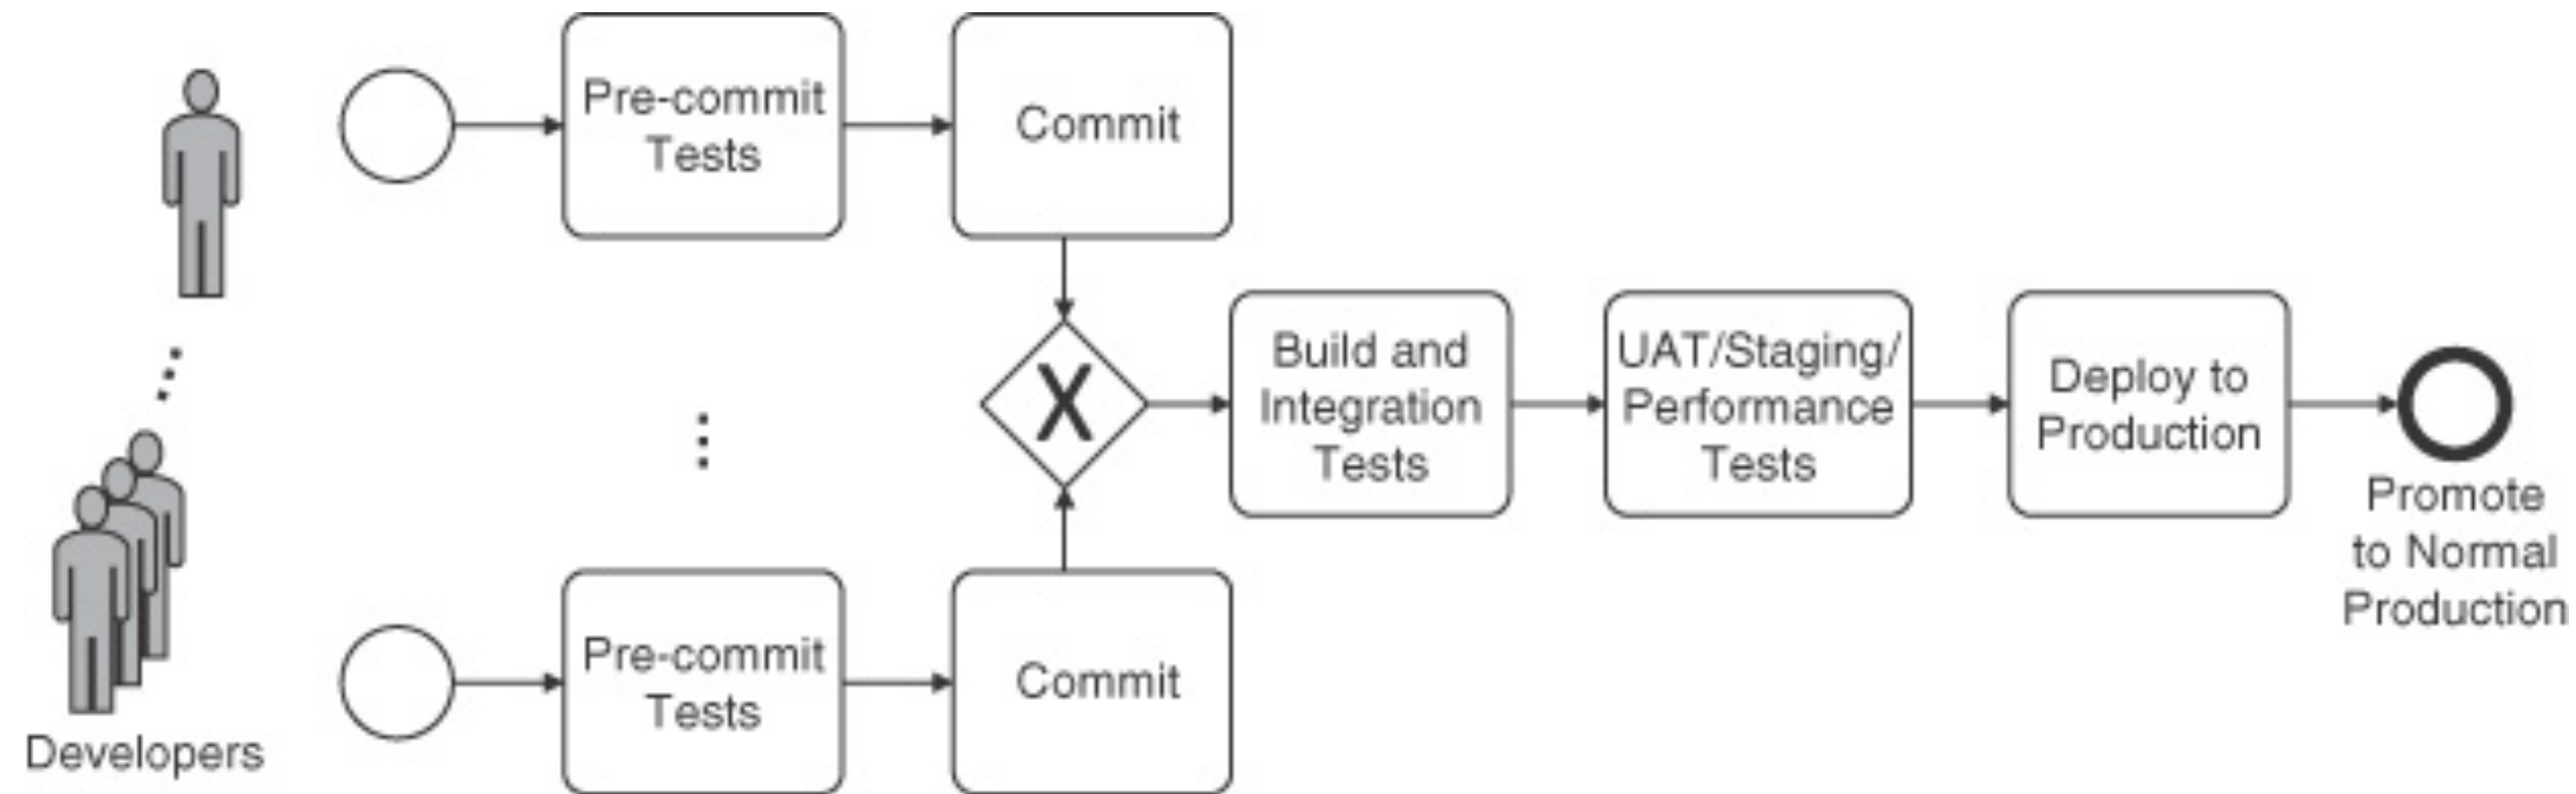 Pre-commit
Tests
Commit
Build and
Integration
Tests
UAT/Staging/
Performance
Tests
Deploy to
Production
Promote
to Normal
Production
Pre-commit
Tests
Commit
Developers
X